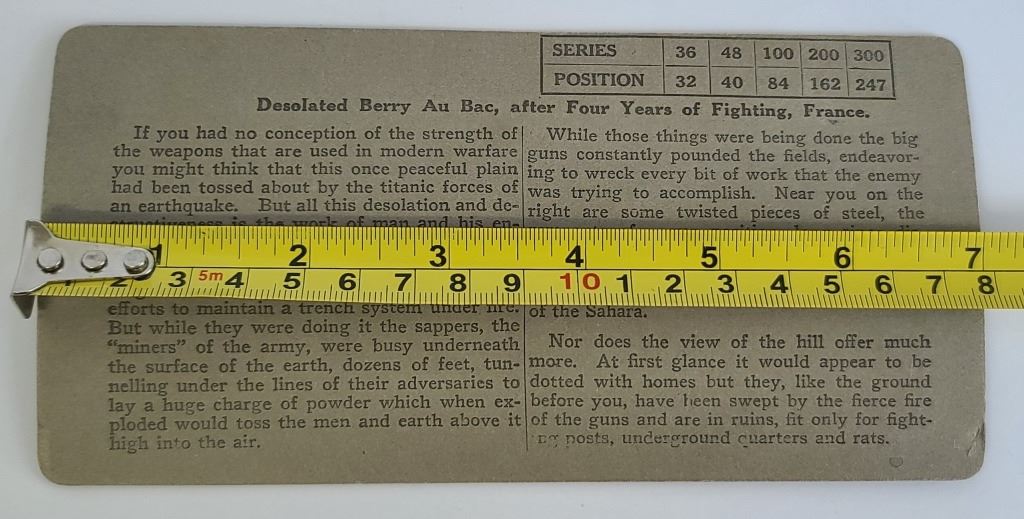 SERIES 36 48 100 200 300
POSITION 32 40 84 162 247
Desolated Berry Au Bac, after Four Years of Fighting, France.
If you had no conception of the strength of
the weapons that are used in modern warfare
you might think that this once peaceful plain
had been tossed about by the titanic forces of
an earthquake. But all this desolation and de-
structiveness is the work of man and his en-
efforts to maintain a trench system under fire.
But while they were doing it the sappers, the
"miners" of the army, were busy underneath
the surface of the earth, dozens of feet, tun-
nelling under the lines of their adversaries to
lay a huge charge of powder which when ex-
ploded would toss the men and earth above it
high into the air.
While those things were being done the big
guns constantly pounded the fields, endeavor-
ing to wreck every bit of work that the enemy
was trying to accomplish. Near you on the
right are some twisted pieces of steel, the
of the Sahara.
Nor does the view of the hill offer much
more. At first glance it would appear to be
dotted with homes but they, like the ground
before you, have been swept by the fierce fire
of the guns and are in ruins, fit only for fight-
ing posts, underground quarters and rats.
1 2 3 4 5 6 7
1 2 3 5m 4 5 6 7 8 9 10 1 2 3 4 5 6 7 8